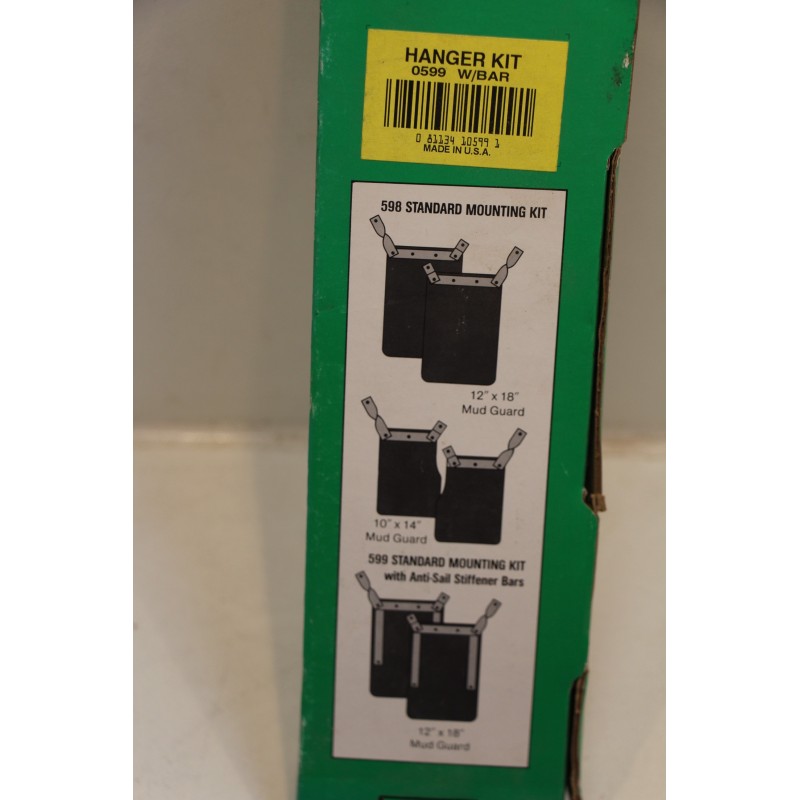 HANGER KIT
0599 W/BAR
0 81134 10599 1
MADE IN U.S.A.
598 STANDARD MOUNTING KIT
12" x 18"
Mud Guard
10" x 14"
Mud Guard
599 STANDARD MOUNTING KIT
with Anti-Sail Stiffener Bars
12" x 18"
Mud Guard